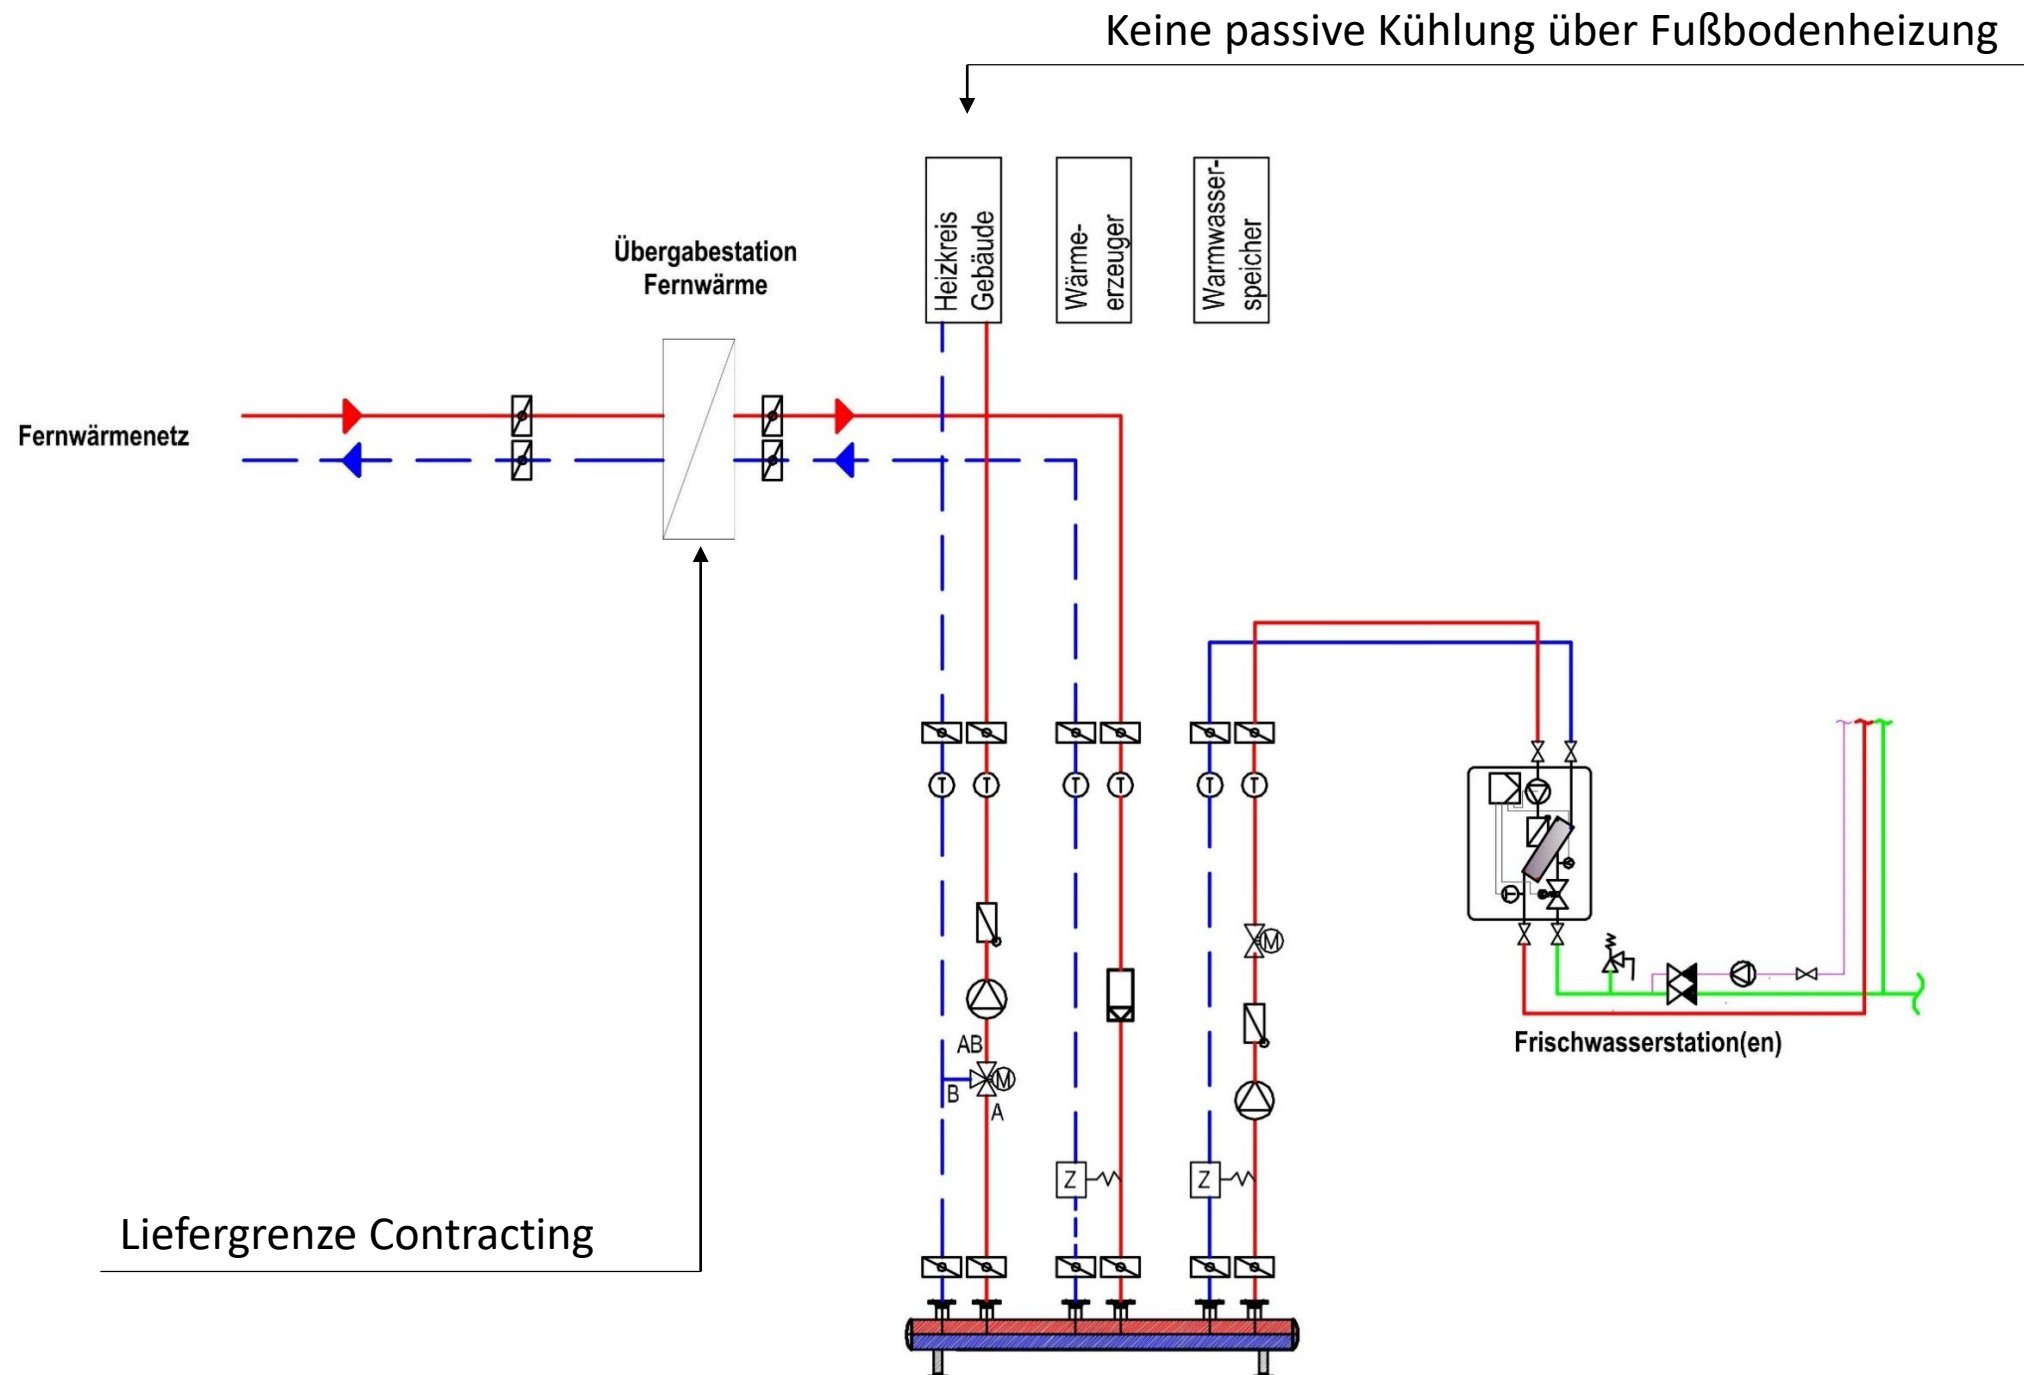 Keine passive Kühlung über Fußbodenheizung
Heizkreis
Gebäude
Wärme-
erzeuger
Warmwasser-
speicher
Übergabestation
Fernwärme
Fernwärmenetz
T
T
T
T
T
T
M
AB
M
B
A
Z
Z
Frischwasserstation(en)
Liefergrenze Contracting